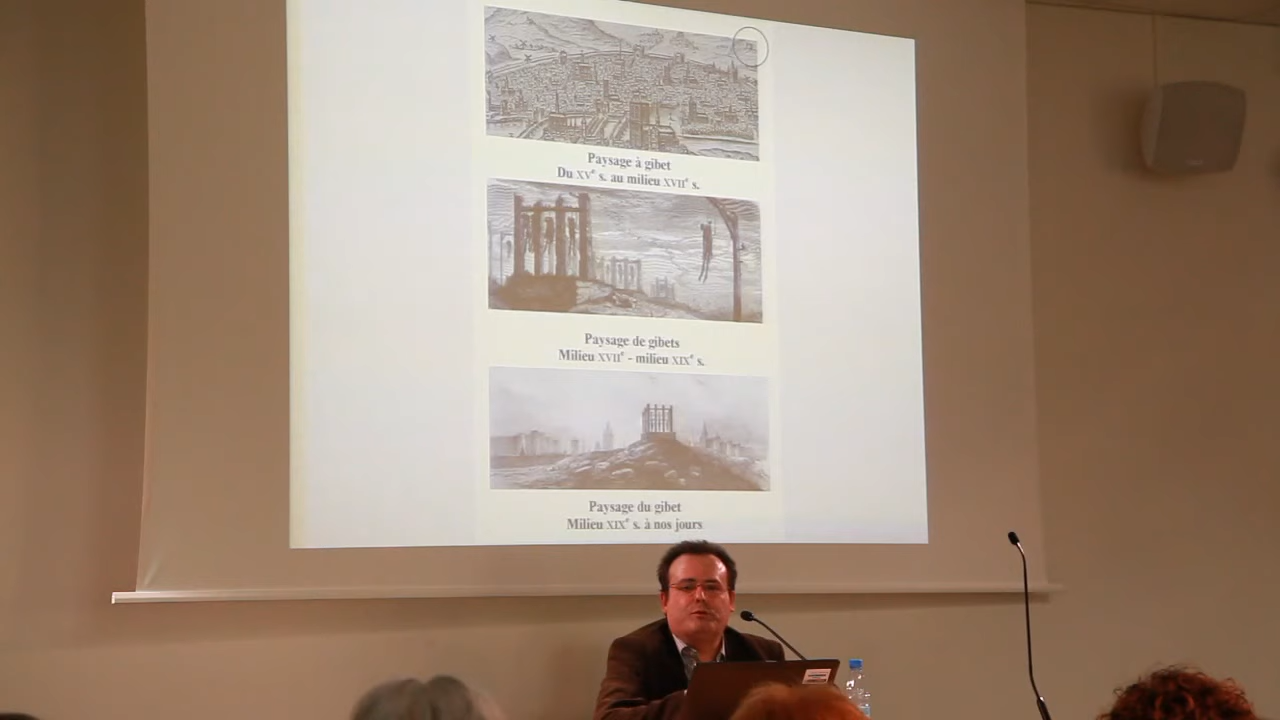 Paysage à gibet
Du XVe s. au milieu XVIIe s.
Paysage de gibets
Milieu XVIIe - milieu XIXe s.
Paysage du gibet
Milieu XIXe s. à nos jours